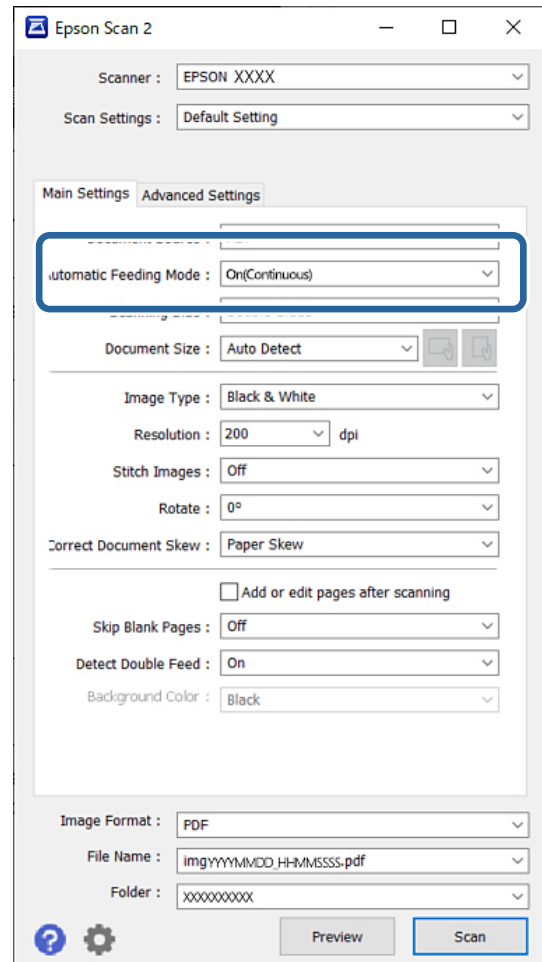 Epson Scan 2
Scanner : EPSON XXXX
Scan Settings : Default Setting
Main Settings Advanced Settings
utomatic Feeding Mode : On(Continuous)
Document Size : Auto Detect
Image Type : Black & White
Resolution : 200 dpi
Stitch Images : Off
Rotate : 0°
Correct Document Skew : Paper Skew
Add or edit pages after scanning
Skip Blank Pages : Off
Detect Double Feed : On
Background Color : Black
Image Format : PDF
File Name : imgYYYYMMDD_HHMMSSSS.pdf
Folder : XXXXXXXXXX
Preview Scan